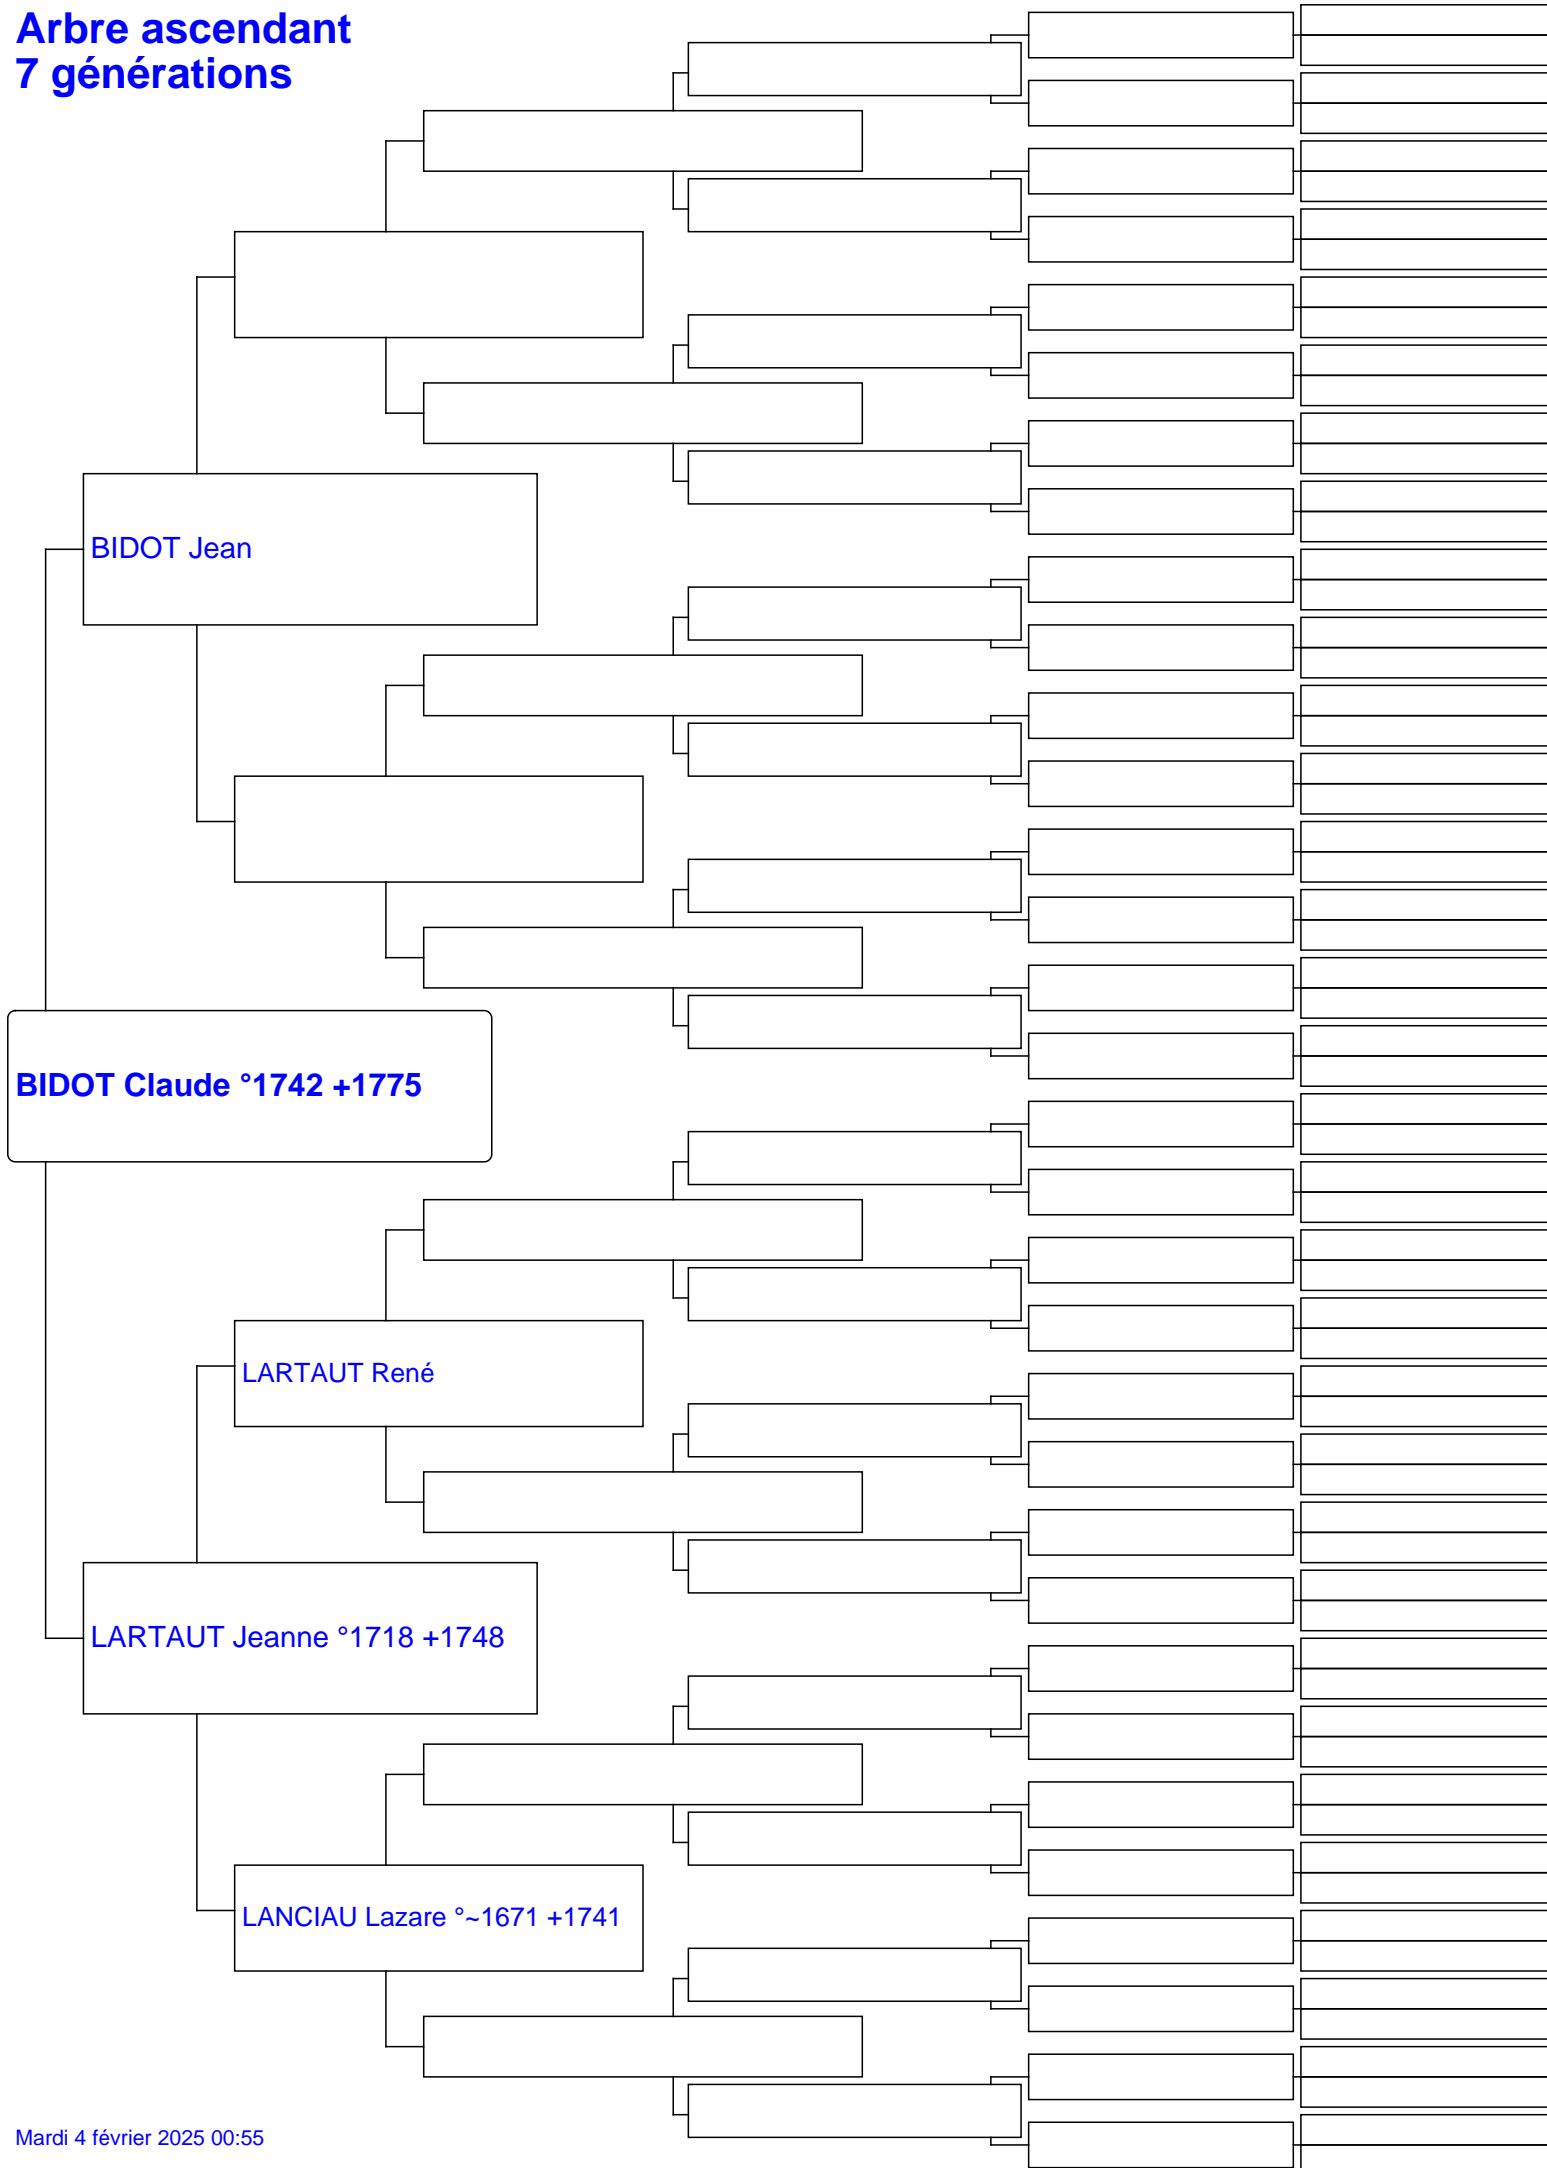 Arbre ascendant
7 générations
BIDOT Jean
BIDOT Claude °1742 +1775
LARTAUT René
LARTAUT Jeanne °1718 +1748
LANCIAU Lazare °~1671 +1741
Mardi 4 février 2025 00:55